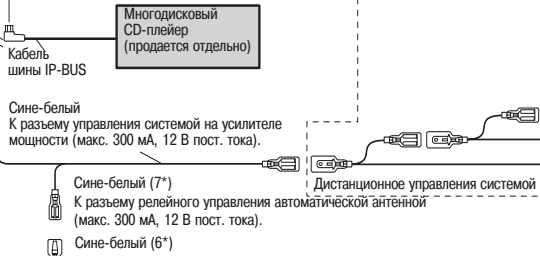 Многодисковый
CD-плейер
(продается отдельно)
Кабель
шины IP-BUS
Сине-белый
К разъему управления системой на усилителе
мощности (макс. 300 мА, 12 В пост. тока).
Сине-белый (7*)
Дистанционное управления системой
К разъему релейного управления автоматической антенной
(макс. 300 мА, 12 В пост. тока).
Сине-белый (6*)